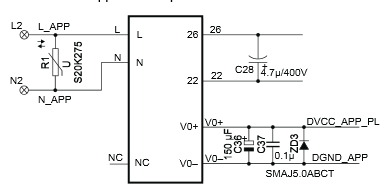 L2 L_APP L 26 26
R1 U S20K275
N N
C28 4.7µ/400V
N2 N_APP
22 22
V0+ V0+ DVCC_APP_PL
150 µF C36 C37 0.1µ ZD3
NC NC
V0– V0– DGND_APP
SMAJ5.0ABCT